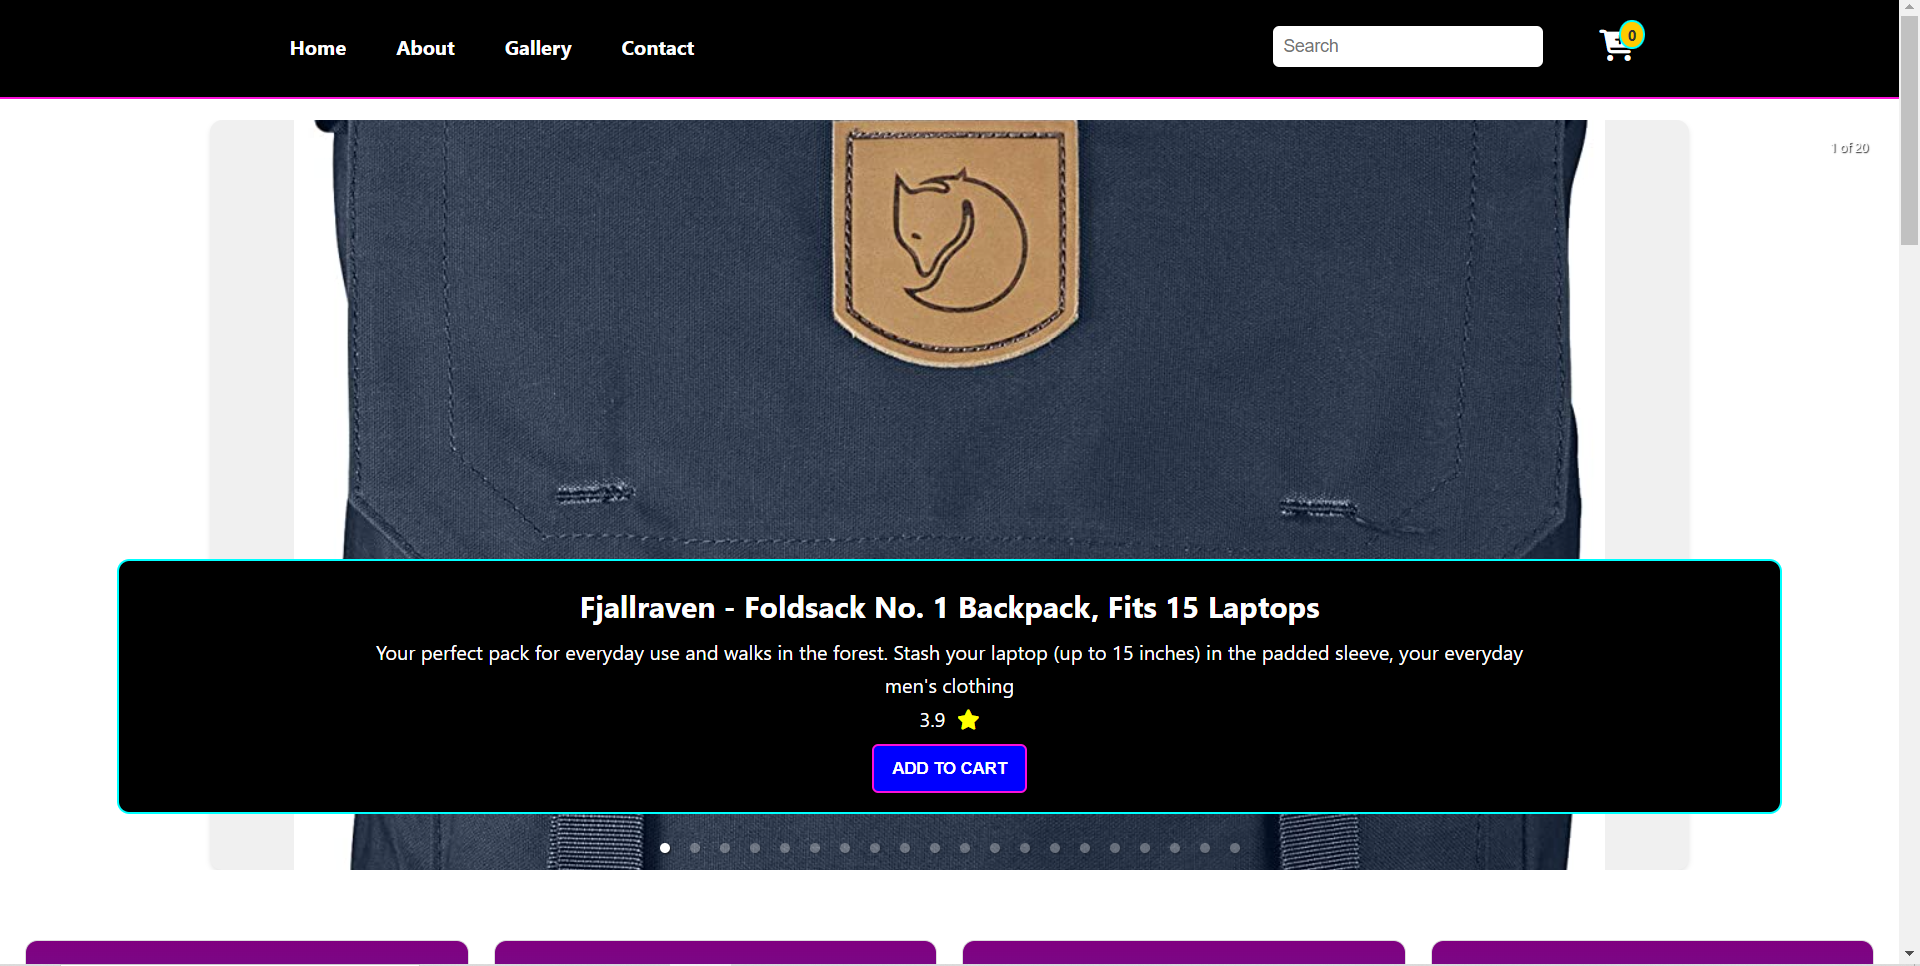 Home About Gallery Contact Search 0
1 of 20
Fjallraven - Foldsack No. 1 Backpack, Fits 15 Laptops
Your perfect pack for everyday use and walks in the forest. Stash your laptop (up to 15 inches) in the padded sleeve, your everyday
men's clothing
3.9
ADD TO CART